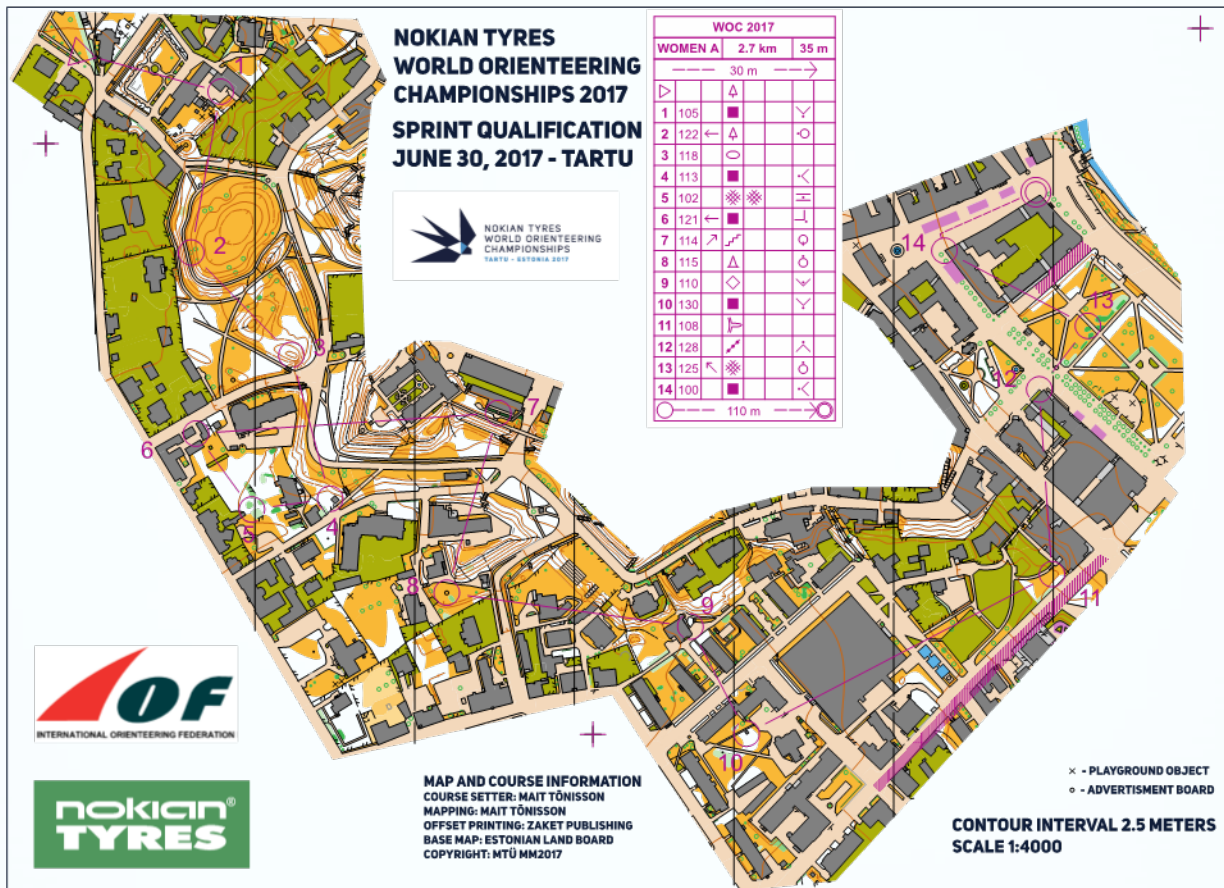 NOKIAN TYRES
WORLD ORIENTEERING
CHAMPIONSHIPS 2017
SPRINT QUALIFICATION
JUNE 30, 2017 - TARTU
NOKIAN TYRES
WORLD ORIENTEERING
CHAMPIONSHIPS
TARTU - ESTONIA 2017
WOC 2017
WOMEN A 2.7 km 35 m
30 m
1 105
2 122
3 118
4 113
5 102
6 121
7 114
8 115
9 110
10 130
11 108
12 128
13 125
14 100
110 m
1
2
3
4
5
6
7
8
9
10
11
12
13
14
IOF
INTERNATIONAL ORIENTEERING FEDERATION
nokian®
TYRES
MAP AND COURSE INFORMATION
COURSE SETTER: MAIT TÕNISSON
MAPPING: MAIT TÕNISSON
OFFSET PRINTING: ZAKET PUBLISHING
BASE MAP: ESTONIAN LAND BOARD
COPYRIGHT: MTÜ MM2017
× - PLAYGROUND OBJECT
o - ADVERTISMENT BOARD
CONTOUR INTERVAL 2.5 METERS
SCALE 1:4000